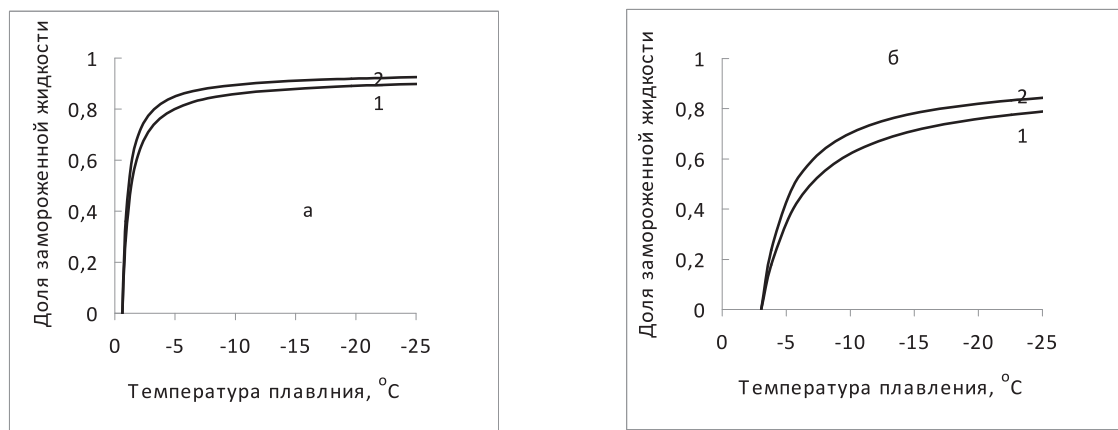 Доля замороженной жидкости
1
0,8
0,6
0,4
0,2
0
2
1
а
0 -5 -10 -15 -20 -25
Температура плавлния, °С
Доля замороженной жидкости
1
0,8
0,6
0,4
0,2
0
б
2
1
0 -5 -10 -15 -20 -25
Температура плавления, °С